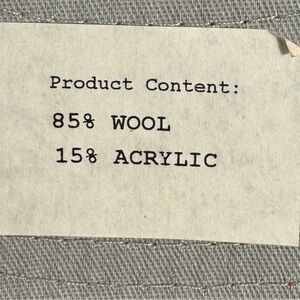 Product Content:
85% WOOL
15% ACRYLIC